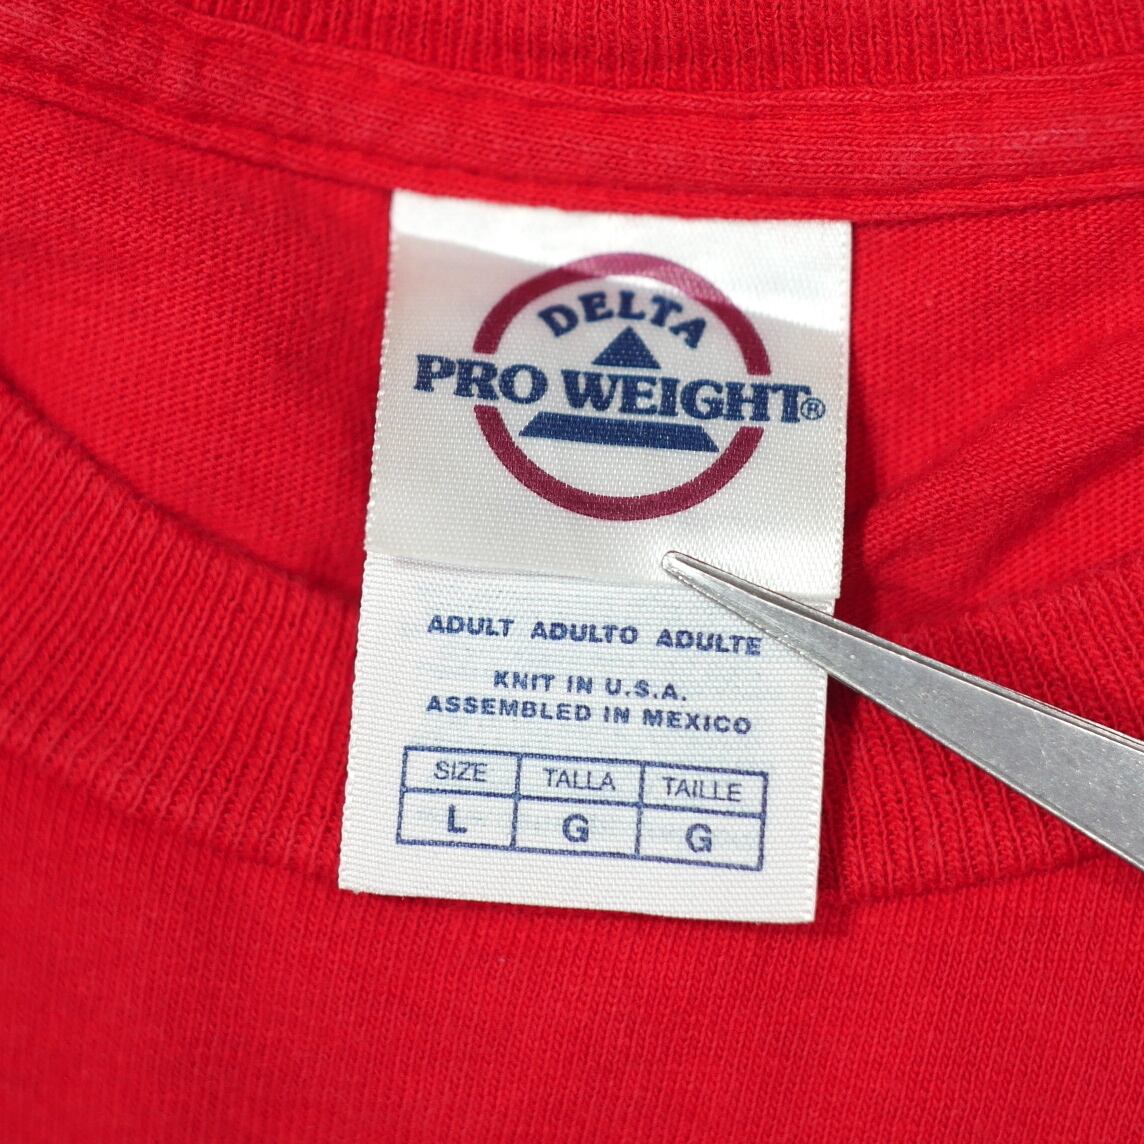 DELTA
PRO WEIGHT®
ADULT ADULTO ADULTE
KNIT IN U.S.A.
ASSEMBLED IN MEXICO
SIZE TALLA TAILLE
L G G